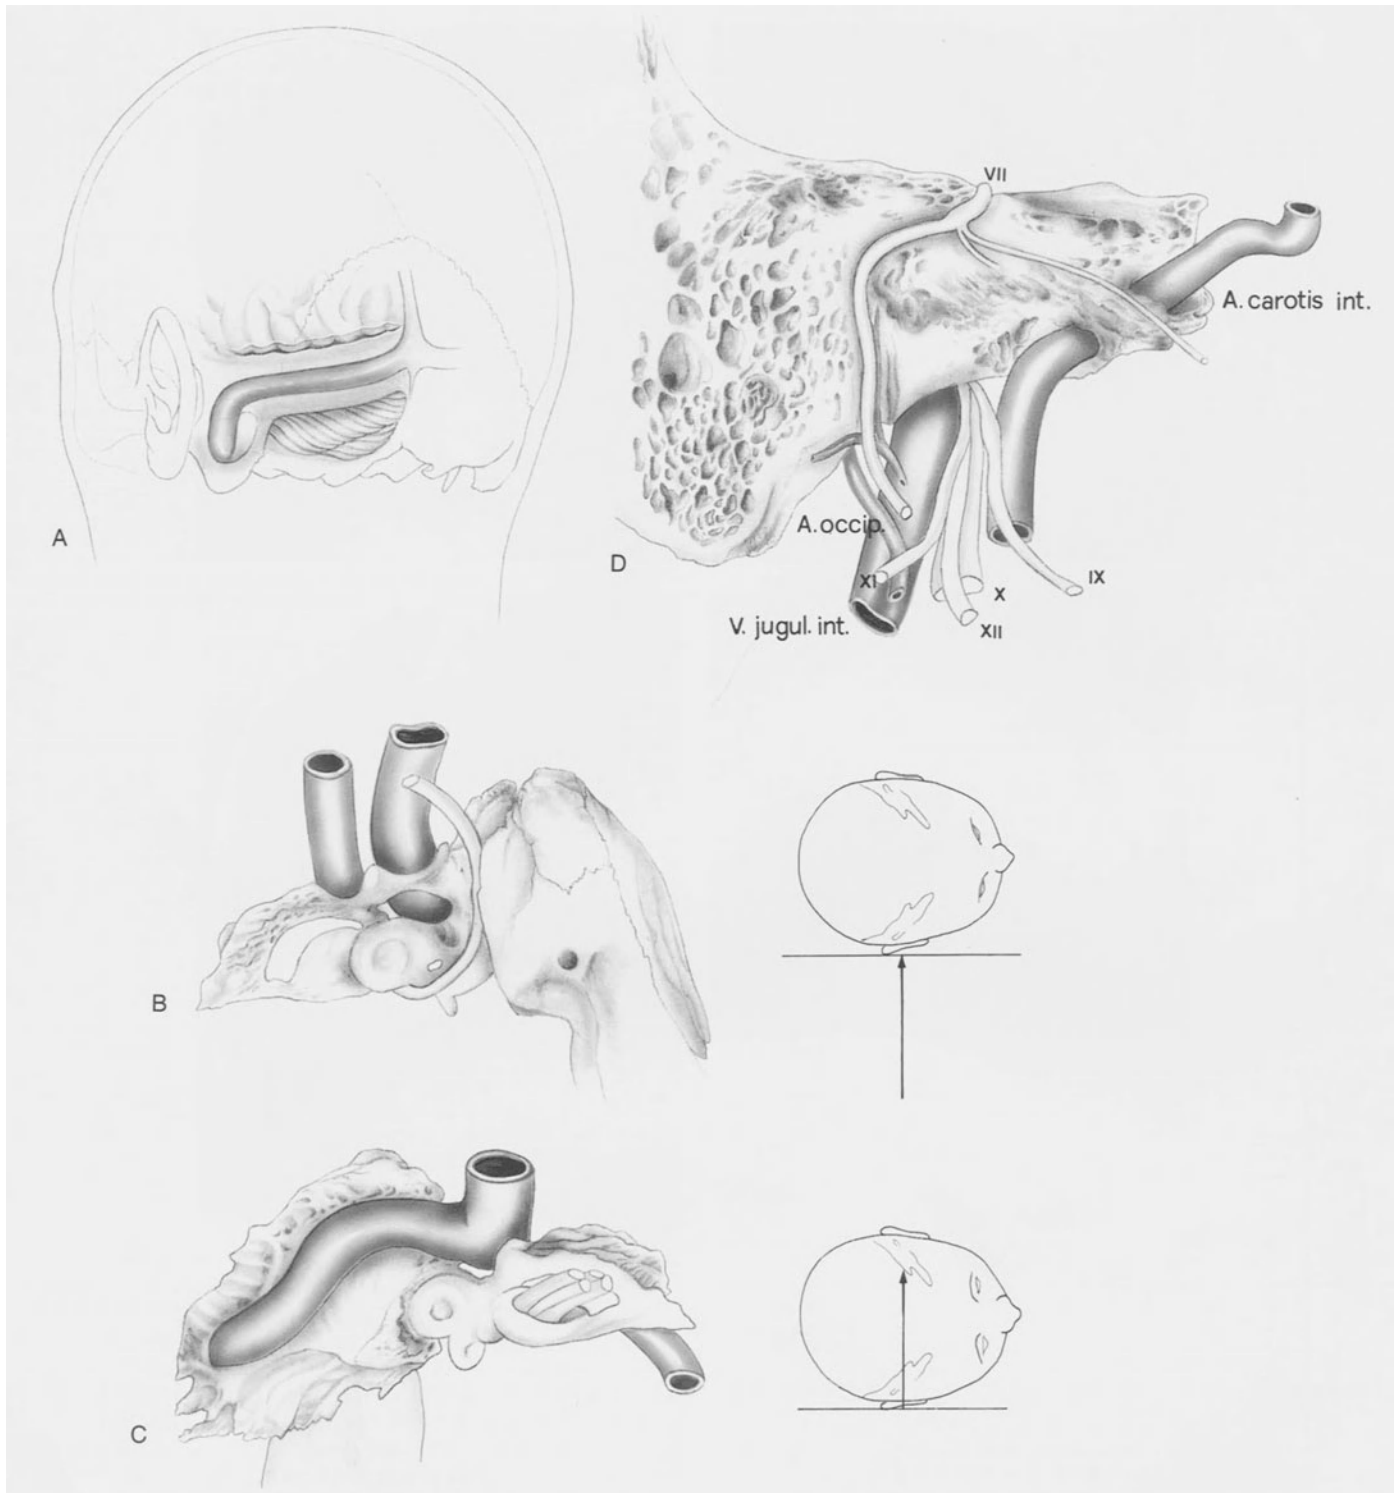 VII
A. carotis int.
A
A. occip.
D
XI
IX
X
V. jugul. int.
XII
B
C